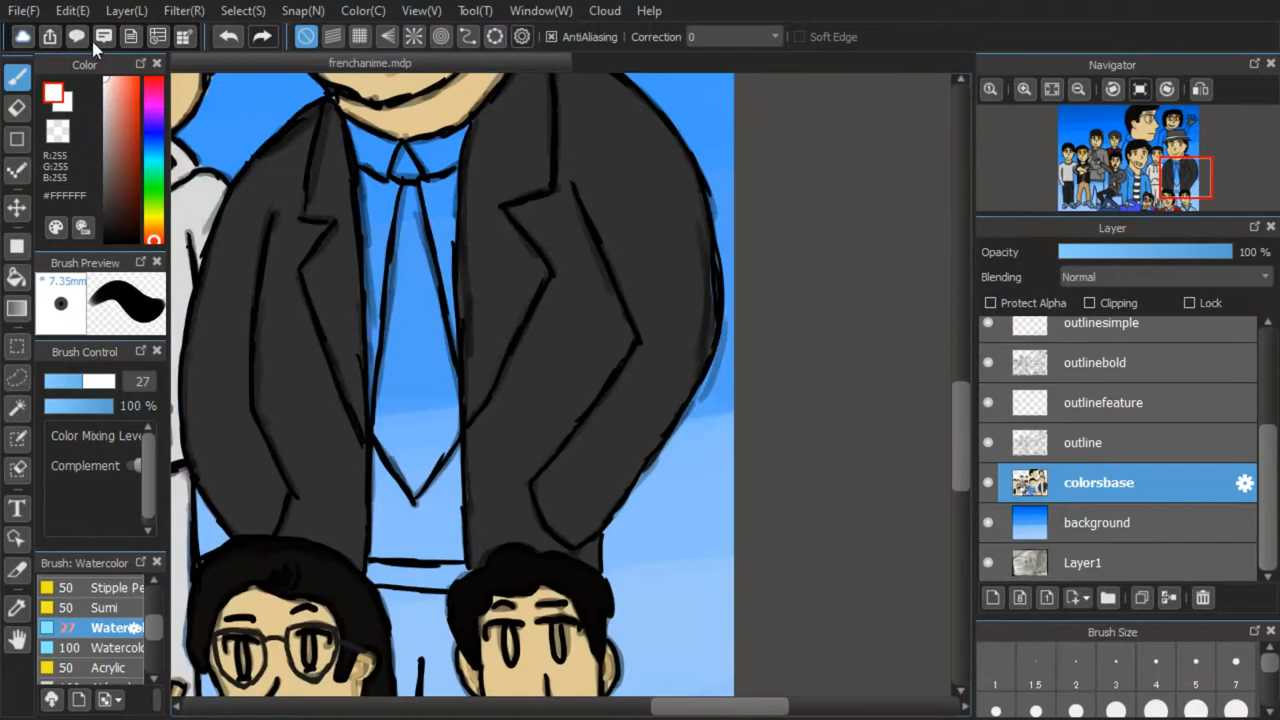 File(F) Edit(E) Layer(L) Filter(R) Select(S) Snap(N) Color(C) View(V) Tool(T) Window(W) Cloud Help
AntiAliasing Correction 0 Soft Edge
Color
frenchanime.mdp
Navigator
R:255
G:255
B:255
#FFFFFF
Brush Preview
* 7.35mm
Brush Control
27
100 %
Color Mixing Leve
Complement
Brush: Watercolor
50 Stipple Pe
50 Sumi
27 Waterco
100 Watercolo
50 Acrylic
Layer
Opacity 100 %
Blending Normal
Protect Alpha Clipping Lock
outlinesimple
outlinebold
outlinefeature
outline
colorsbase
background
Layer1
Brush Size
1 1.5 2 3 4 5 7